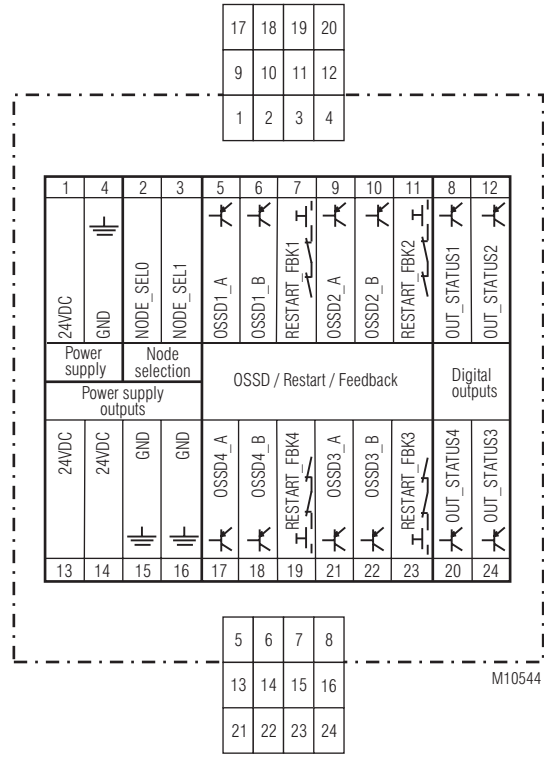 17 18 19 20
9 10 11 12
1 2 3 4
1 4 2 3 5 6 7 9 10 11 8 12
24VDC
GND
NODE_SEL0
NODE_SEL1
OSSD1_A
OSSD1_B
RESTART_FBK1
OSSD2_A
OSSD2_B
RESTART_FBK2
OUT_STATUS1
OUT_STATUS2
Power
supply
Node
selection
Power supply
outputs
OSSD / Restart / Feedback
Digital
outputs
24VDC
24VDC
GND
GND
OSSD4_A
OSSD4_B
RESTART_FBK4
OSSD3_A
OSSD3_B
RESTART_FBK3
OUT_STATUS4
OUT_STATUS3
13 14 15 16 17 18 19 21 22 23 20 24
5 6 7 8
13 14 15 16
21 22 23 24
M10544